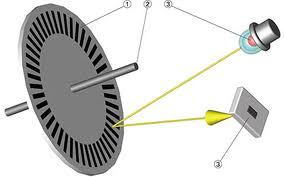 ①
②
③
③